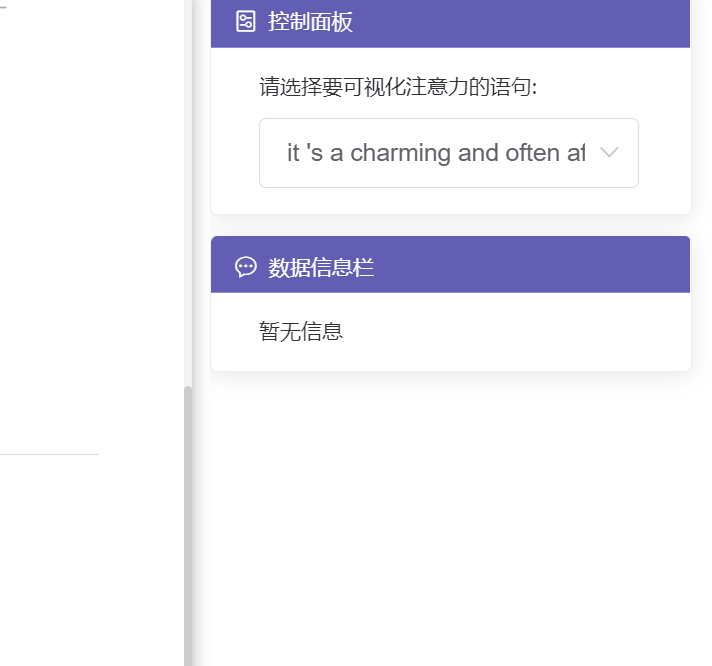 控制面板
请选择要可视化注意力的语句:
it 's a charming and often
数据信息栏
暂无信息